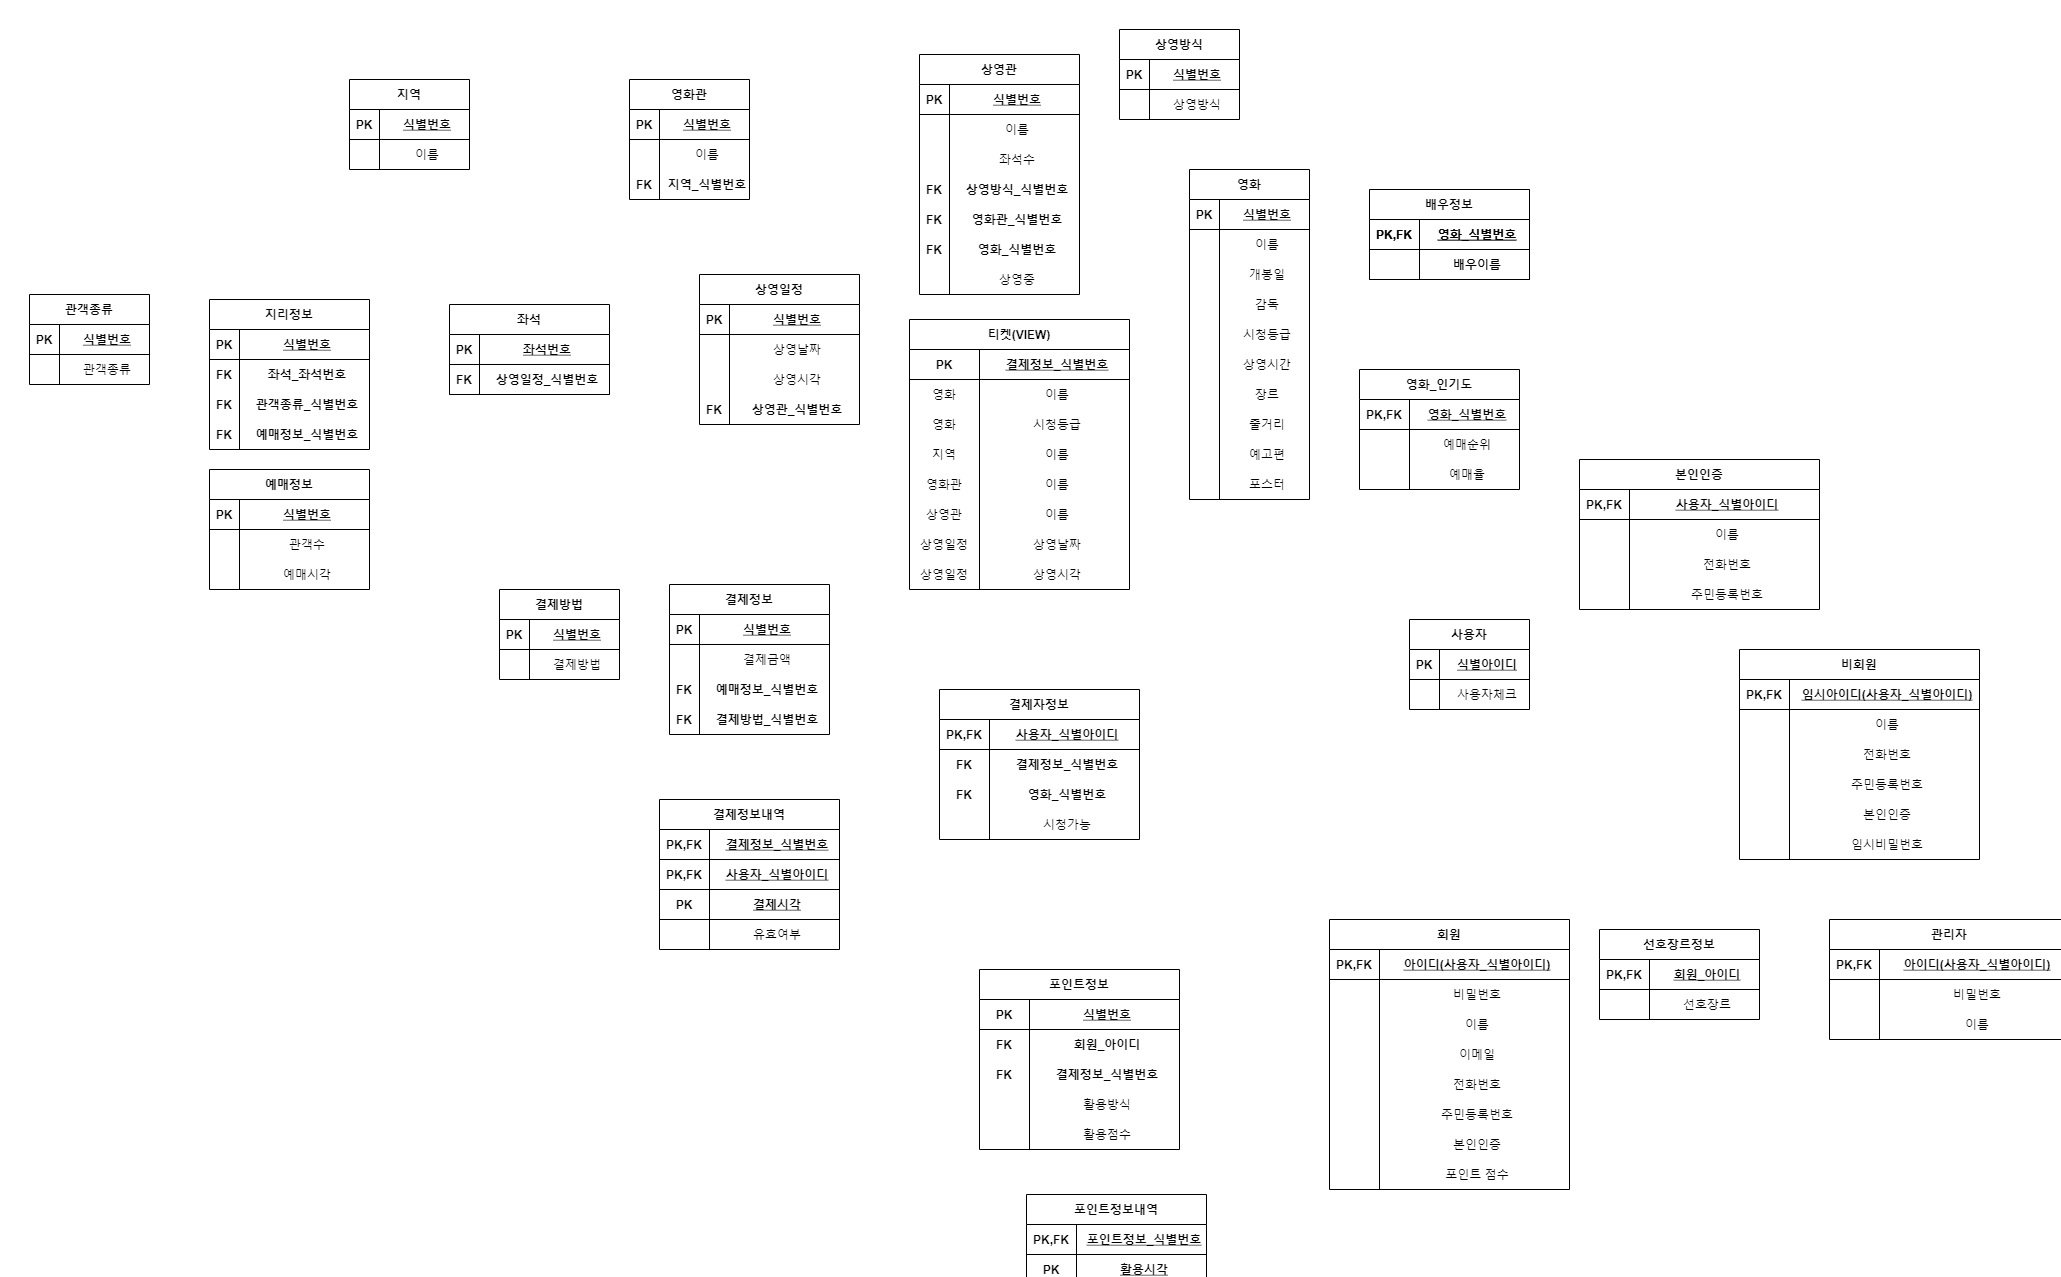 상영방식
PK 식별번호
상영방식
상영관
PK 식별번호
이름
좌석수
FK 상영방식_식별번호
FK 영화관_식별번호
FK 영화_식별번호
상영중
지역
PK 식별번호
이름
영화관
PK 식별번호
이름
FK 지역_식별번호
영화
PK 식별번호
이름
개봉일
감독
시청등급
상영시간
장르
줄거리
예고편
포스터
배우정보
PK,FK 영화_식별번호
배우이름
관객종류
PK 식별번호
관객종류
지리정보
PK 식별번호
FK 좌석_좌석번호
FK 관객종류_식별번호
FK 예매정보_식별번호
좌석
PK 좌석번호
FK 상영일정_식별번호
상영일정
PK 식별번호
상영날짜
상영시각
FK 상영관_식별번호
티켓(VIEW)
PK 결제정보_식별번호
영화 이름
영화 시청등급
지역 이름
영화관 이름
상영관 이름
상영일정 상영날짜
상영일정 상영시각
영화_인기도
PK,FK 영화_식별번호
예매순위
예매율
예매정보
PK 식별번호
관객수
예매시각
본인인증
PK,FK 사용자_식별아이디
이름
전화번호
주민등록번호
결제방법
PK 식별번호
결제방법
결제정보
PK 식별번호
결제금액
FK 예매정보_식별번호
FK 결제방법_식별번호
사용자
PK 식별아이디
사용자체크
비회원
PK,FK 임시아이디(사용자_식별아이디)
이름
전화번호
주민등록번호
본인인증
임시비밀번호
결제자정보
PK,FK 사용자_식별아이디
FK 결제정보_식별번호
FK 영화_식별번호
시청가능
결제정보내역
PK,FK 결제정보_식별번호
PK,FK 사용자_식별아이디
PK 결제시각
유효여부
회원
PK,FK 아이디(사용자_식별아이디)
비밀번호
이름
이메일
전화번호
주민등록번호
본인인증
포인트 점수
선호장르정보
PK,FK 회원_아이디
선호장르
관리자
PK,FK 아이디(사용자_식별아이디)
비밀번호
이름
포인트정보
PK 식별번호
FK 회원_아이디
FK 결제정보_식별번호
활용방식
활용점수
포인트정보내역
PK,FK 포인트정보_식별번호
PK 활용시각